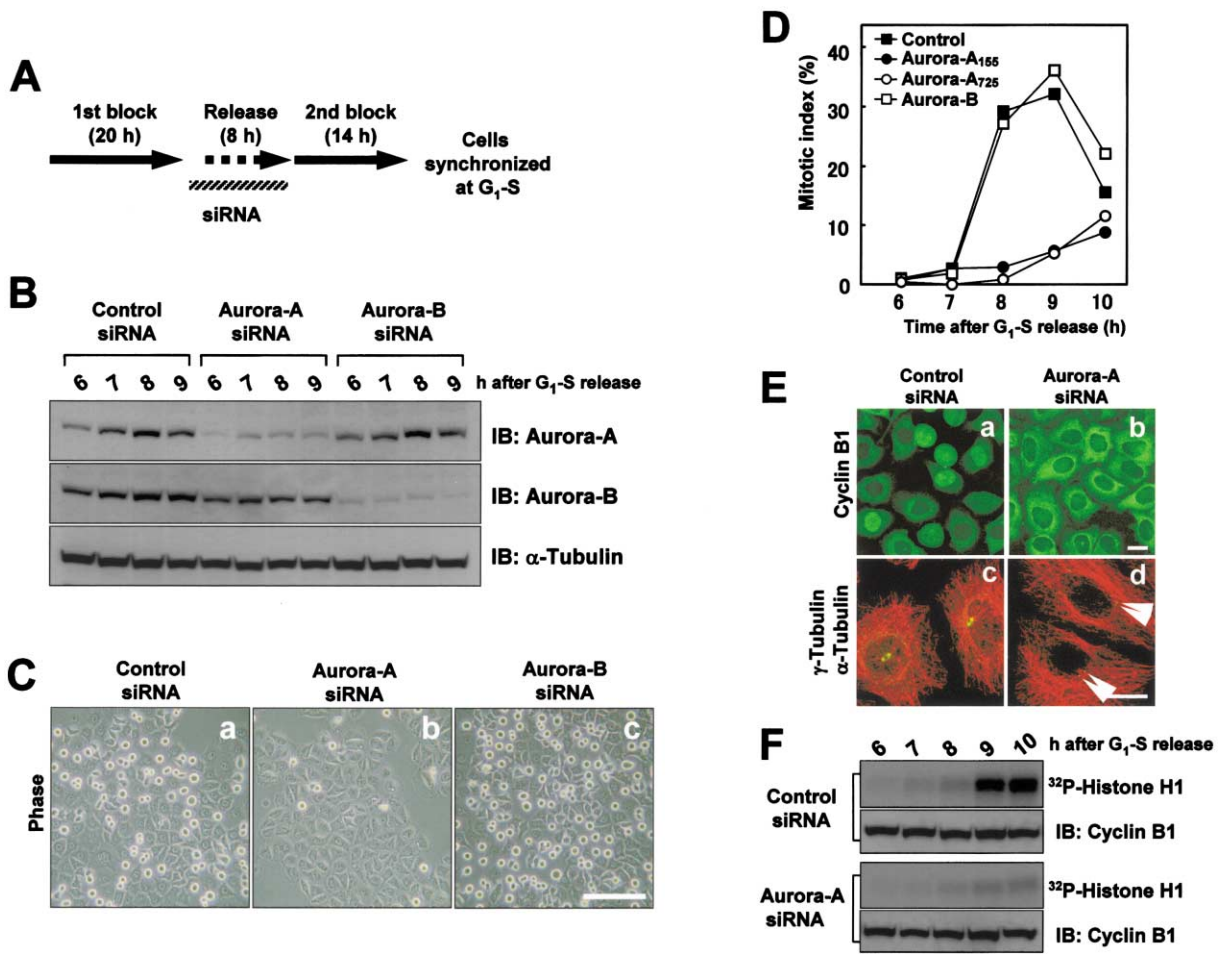 A
1st block
(20 h)
Release
(8 h)
2nd block
(14 h)
siRNA
Cells
synchronized
at G₁-S
B
Control
siRNA
Aurora-A
siRNA
Aurora-B
siRNA
6 7 8 9 6 7 8 9 6 7 8 9 h after G₁-S release
IB: Aurora-A
IB: Aurora-B
IB: α-Tubulin
C
Control
siRNA
Aurora-A
siRNA
Aurora-B
siRNA
Phase
a
b
c
D
Mitotic index (%)
40
30
20
10
0
Control
Aurora-A₁₅₅
Aurora-A₇₂₅
Aurora-B
6 7 8 9 10
Time after G₁-S release (h)
E
Control
siRNA
Aurora-A
siRNA
Cyclin B1
a
b
γ-Tubulin
α-Tubulin
c
d
F
6 7 8 9 10 h after G₁-S release
Control
siRNA
³²P-Histone H1
IB: Cyclin B1
Aurora-A
siRNA
³²P-Histone H1
IB: Cyclin B1